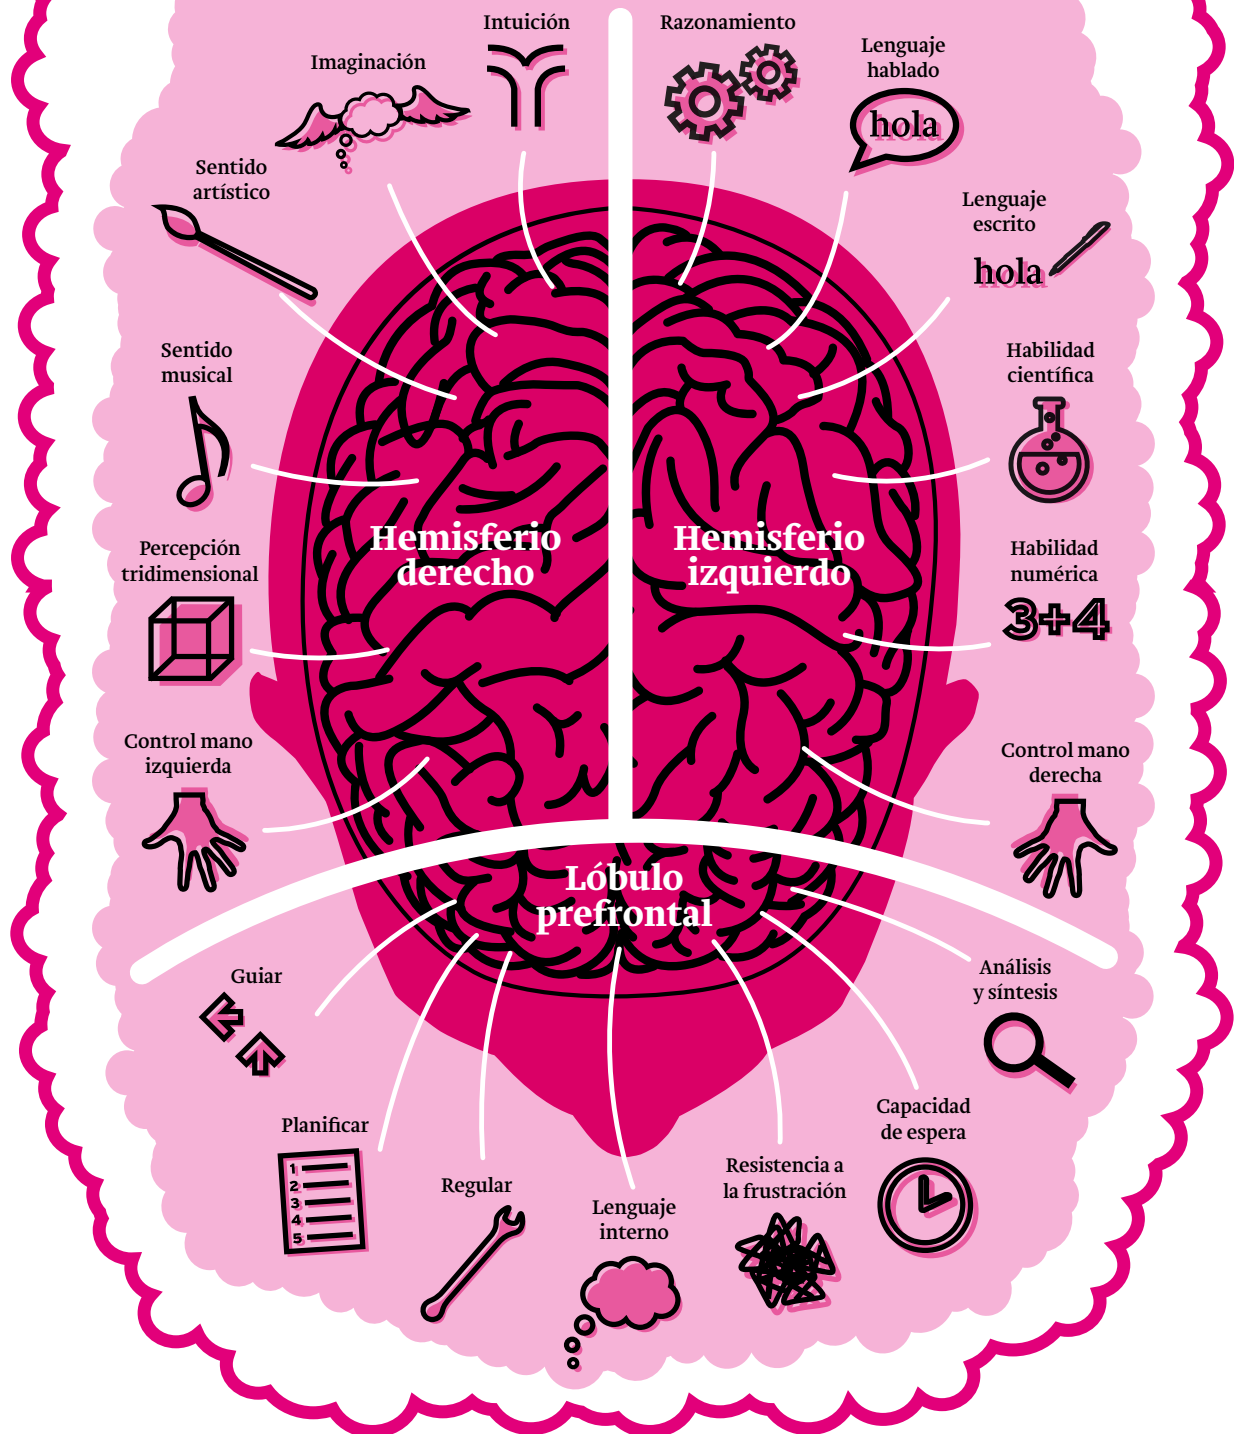 Intuición
Razonamiento
Imaginación
Lenguaje
hablado
hola
Sentido
artístico
Lenguaje
escrito
hola
Sentido
musical
Habilidad
científica
Hemisferio
derecho
Hemisferio
izquierdo
Percepción
tridimensional
Habilidad
numérica
3+4
Control mano
izquierda
Control mano
derecha
Lóbulo
prefrontal
Guiar
Análisis
y síntesis
Planificar
1
2
3
4
5
Regular
Lenguaje
interno
Resistencia a
la frustración
Capacidad
de espera